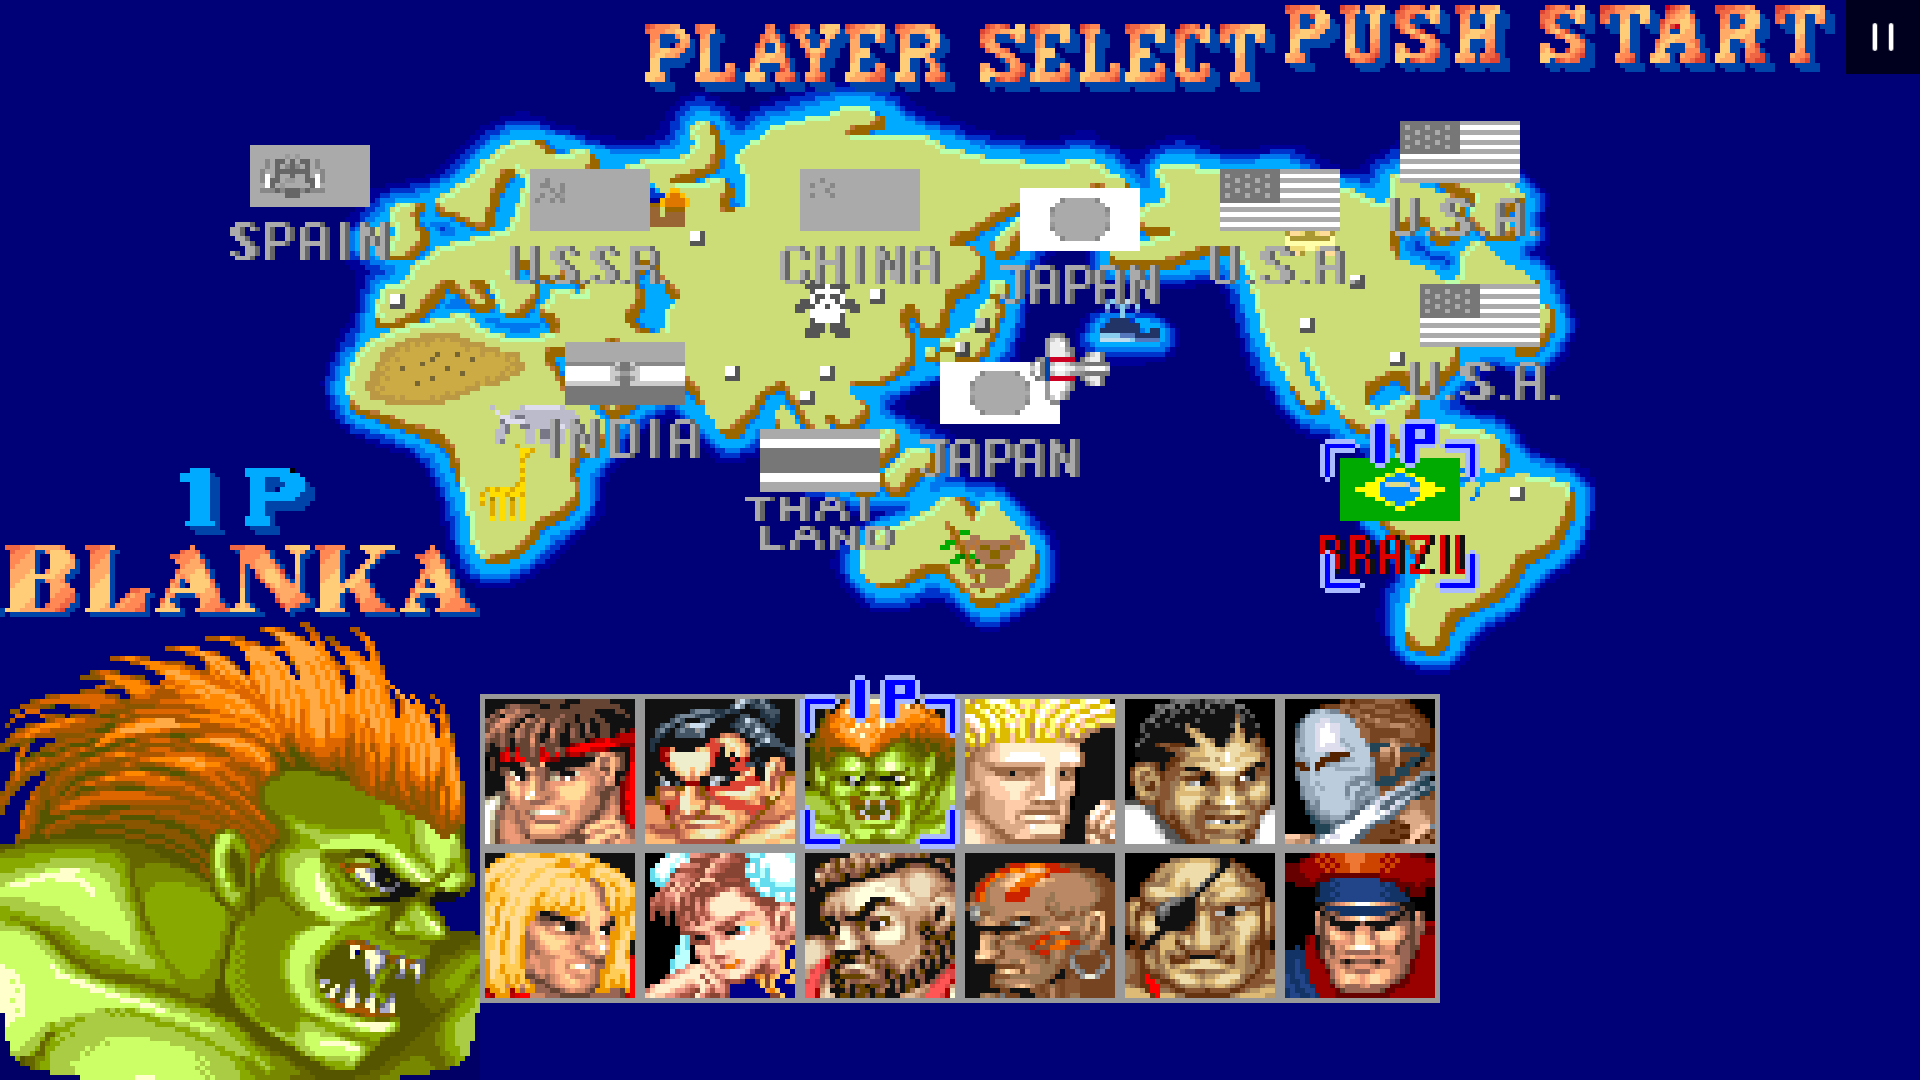 PLAYER SELECT
PUSH START
SPAIN
U.S.S.R.
CHINA
JAPAN
U.S.A.
U.S.A.
U.S.A.
INDIA
JAPAN
THAI
LAND
1P
BRAZIL
1P
BLANKA
1P